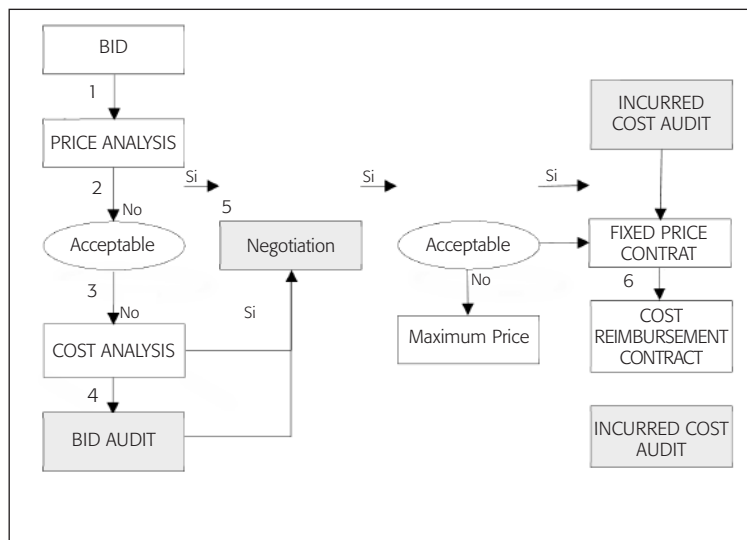 BID
1
PRICE ANALYSIS
2
No
Si
Acceptable
3
No
COST ANALYSIS
4
BID AUDIT
5
Negotiation
Si
Si
Acceptable
No
Maximum Price
Si
INCURRED
COST AUDIT
FIXED PRICE
CONTRAT
6
COST
REIMBURSEMENT
CONTRACT
INCURRED COST
AUDIT